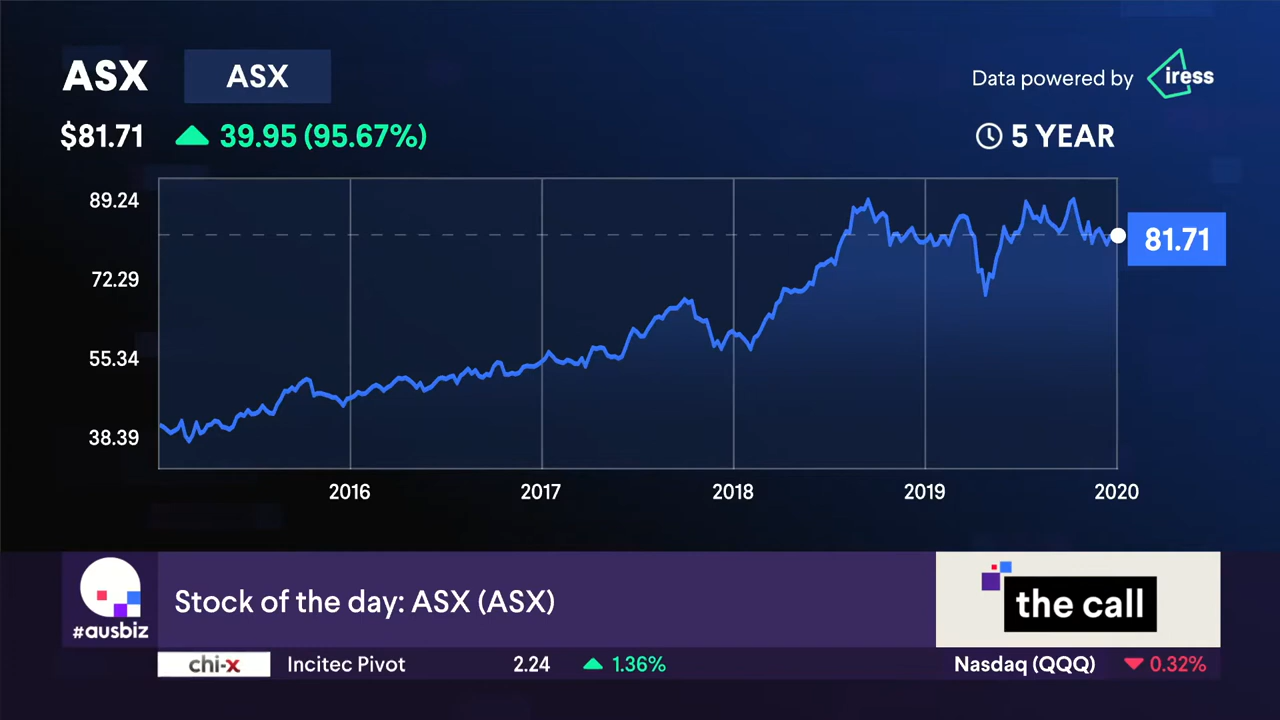 ASX ASX
Data powered by iress
$81.71 39.95 (95.67%)
5 YEAR
89.24
72.29
55.34
38.39
81.71
2016 2017 2018 2019 2020
#ausbiz
Stock of the day: ASX (ASX)
the call
chi-x Incitec Pivot 2.24 1.36% Nasdaq (QQQ) 0.32%